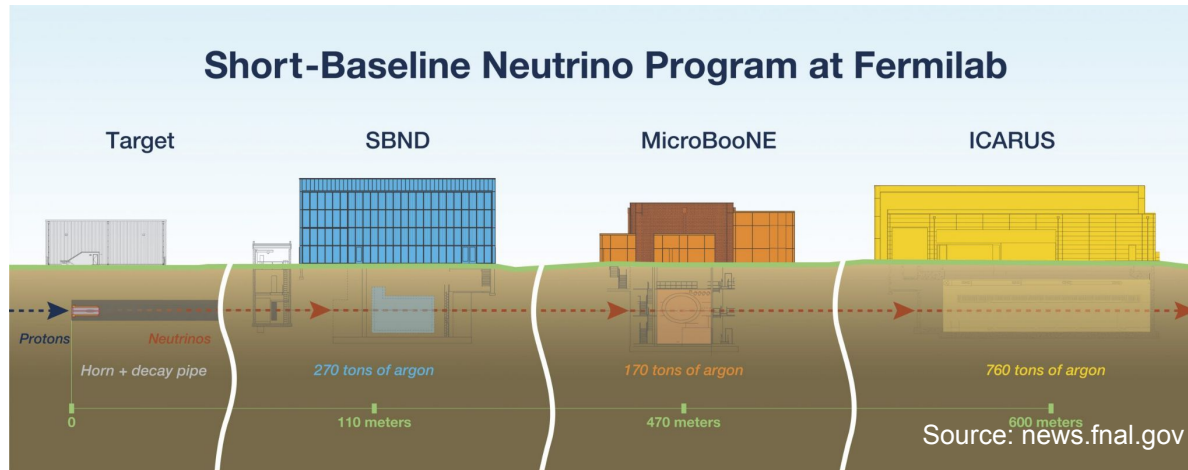 Short-Baseline Neutrino Program at Fermilab
Target
SBND
MicroBooNE
ICARUS
Protons
Neutrinos
Horn + decay pipe
270 tons of argon
170 tons of argon
760 tons of argon
0
110 meters
470 meters
600 meters
Source: news.fnal.gov